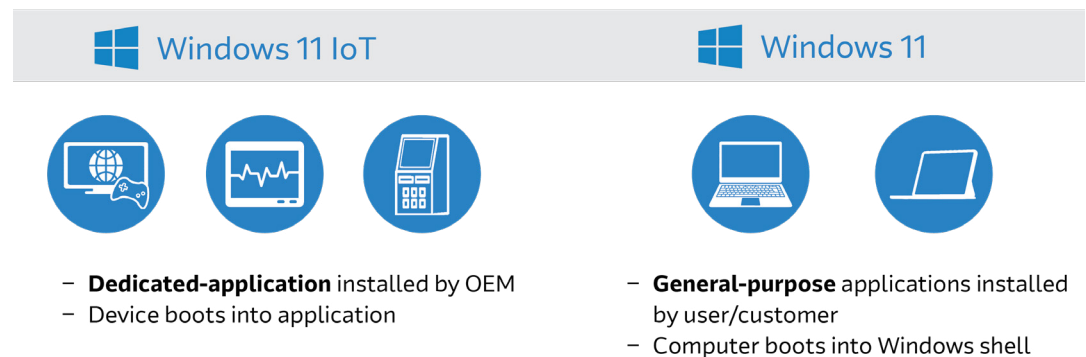 Windows 11 IoT
Windows 11
– Dedicated-application installed by OEM
– Device boots into application
– General-purpose applications installed
by user/customer
– Computer boots into Windows shell